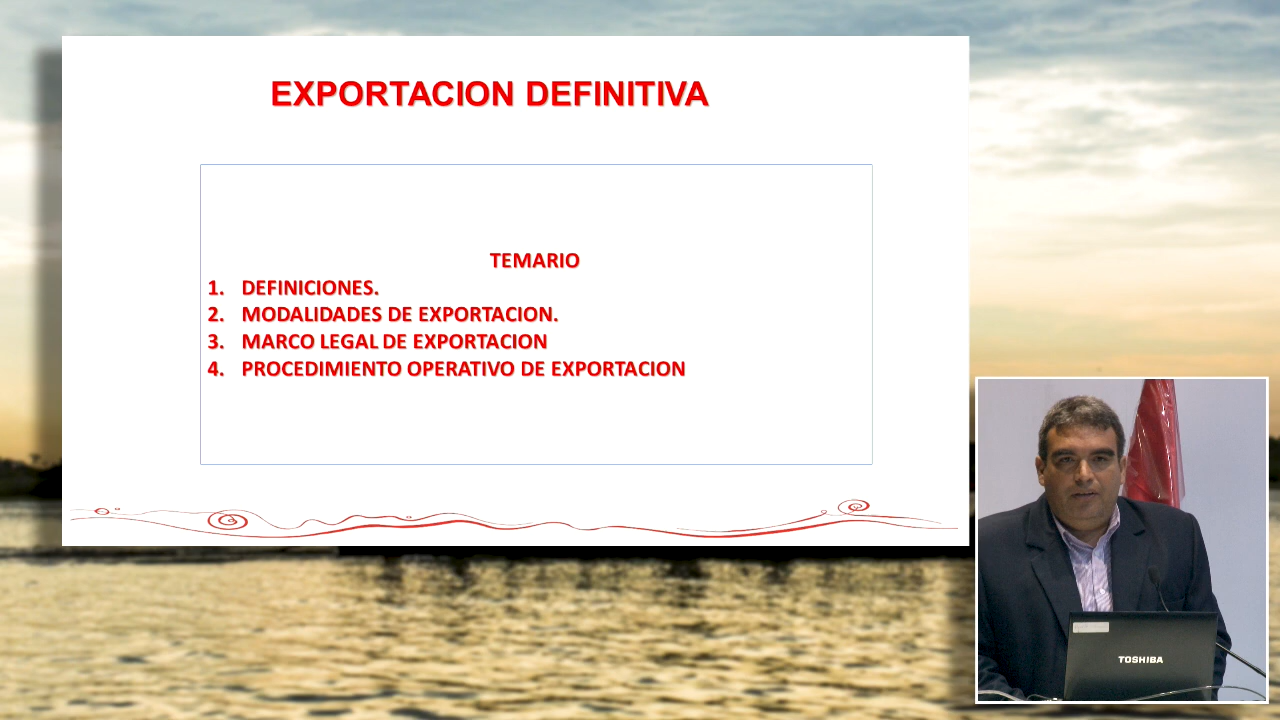 EXPORTACION DEFINITIVA
TEMARIO
1. DEFINICIONES.
2. MODALIDADES DE EXPORTACION.
3. MARCO LEGAL DE EXPORTACION
4. PROCEDIMIENTO OPERATIVO DE EXPORTACION
TOSHIBA